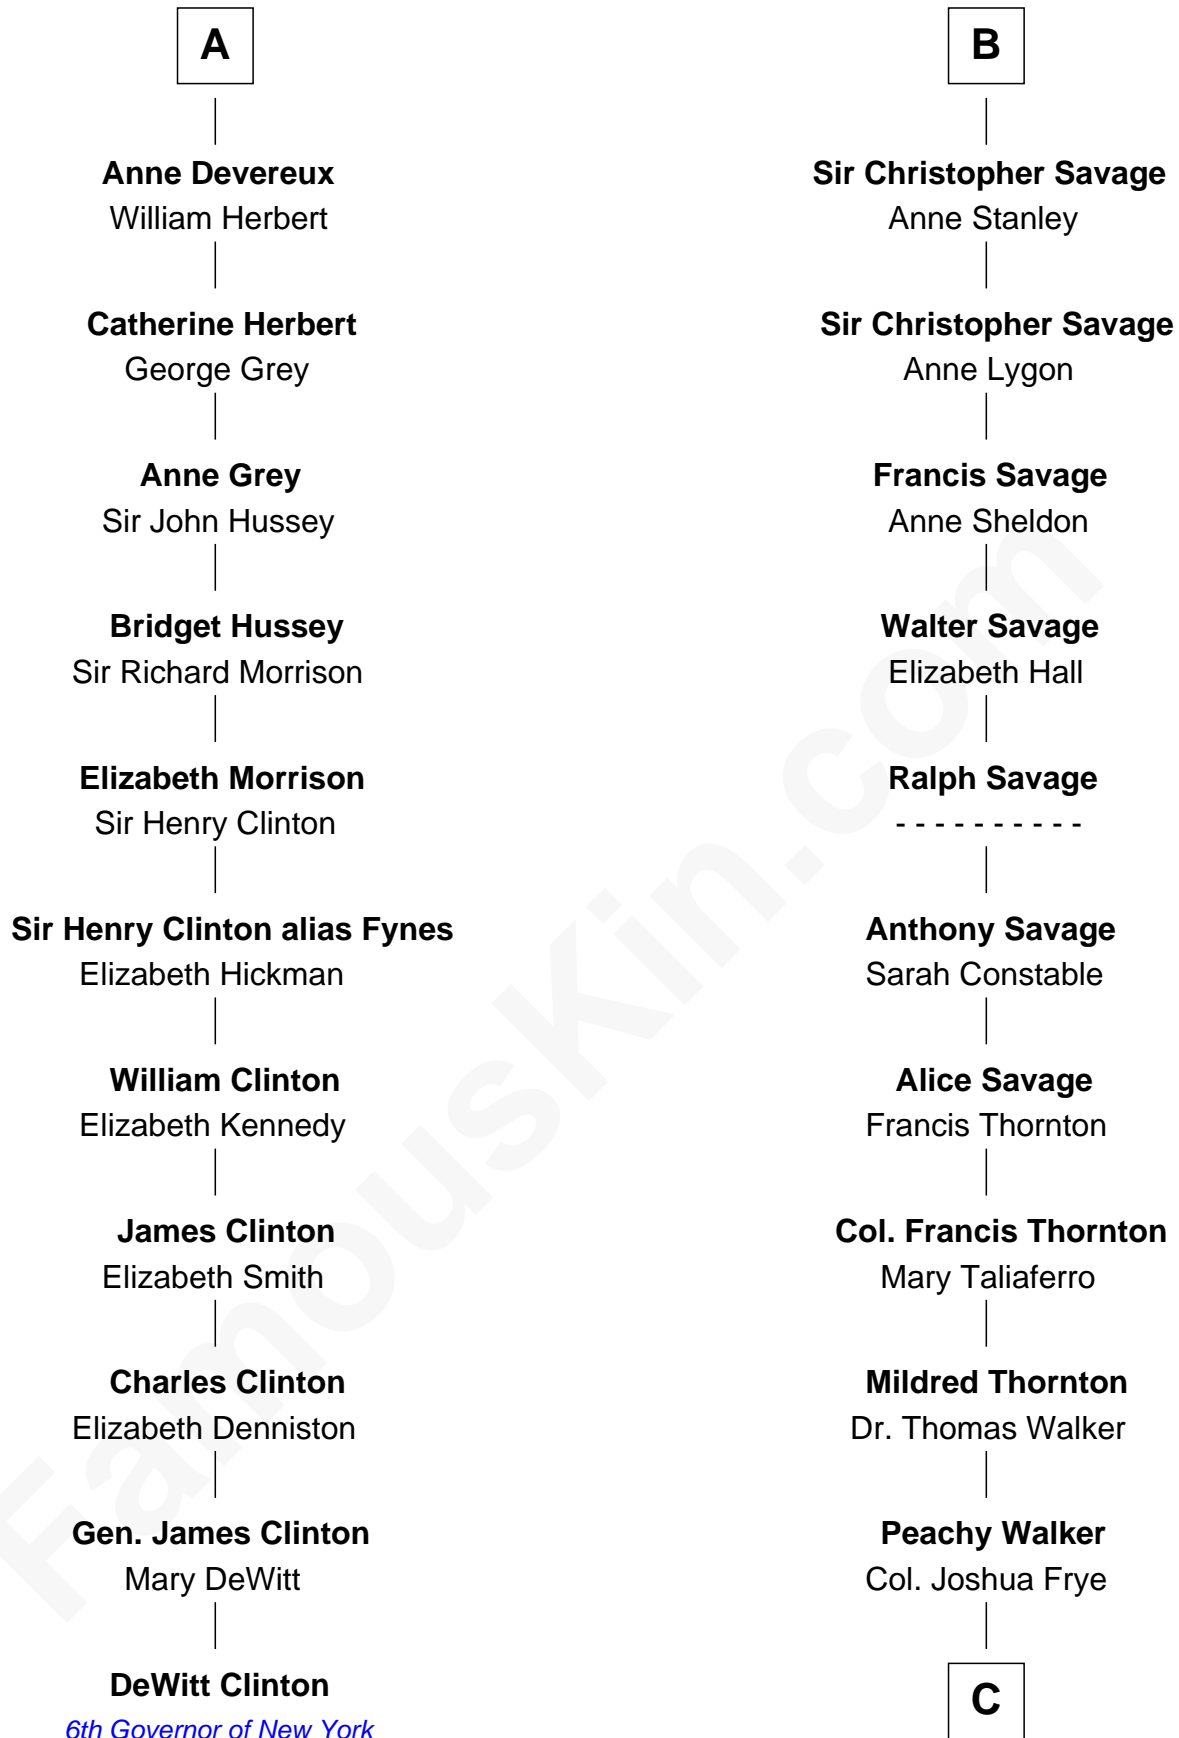 A
Anne Devereux
William Herbert
Catherine Herbert
George Grey
Anne Grey
Sir John Hussey
Bridget Hussey
Sir Richard Morrison
Elizabeth Morrison
Sir Henry Clinton
Sir Henry Clinton alias Fynes
Elizabeth Hickman
William Clinton
Elizabeth Kennedy
James Clinton
Elizabeth Smith
Charles Clinton
Elizabeth Denniston
Gen. James Clinton
Mary DeWitt
DeWitt Clinton
6th Governor of New York
B
Sir Christopher Savage
Anne Stanley
Sir Christopher Savage
Anne Lygon
Francis Savage
Anne Sheldon
Walter Savage
Elizabeth Hall
Ralph Savage
- - - - - - - - - -
Anthony Savage
Sarah Constable
Alice Savage
Francis Thornton
Col. Francis Thornton
Mary Taliaferro
Mildred Thornton
Dr. Thomas Walker
Peachy Walker
Col. Joshua Frye
C
FamousKin.com